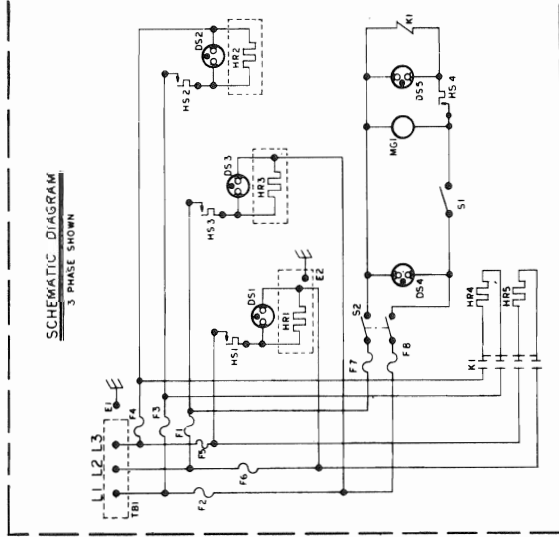 SCHEMATIC DIAGRAM
3 PHASE SHOWN
L1 L2 L3
TB1
E1
F4
F3
F1
F5
F6
F2
HS1
DS1
HR1
E2
HS3
DS3
HR3
HS2
DS2
HR2
F7
F8
S2
DS4
S1
MG1
DS5
HS4
K1
K1
HR4
HR5